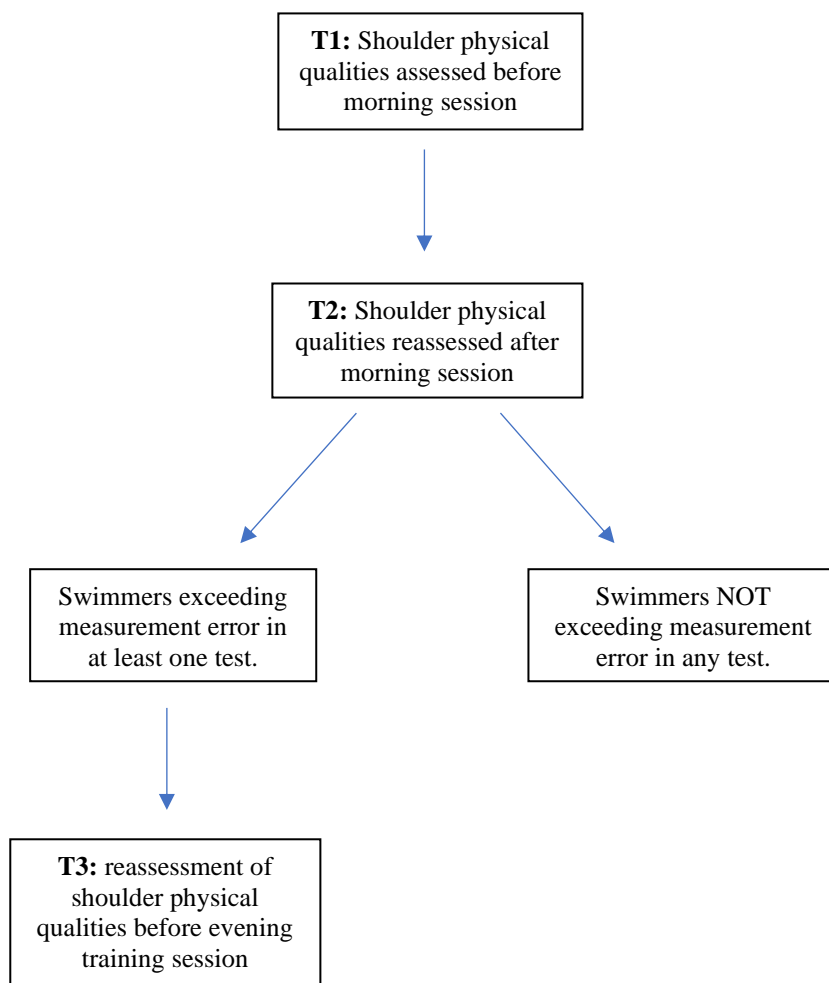 T1: Shoulder physical
qualities assessed before
morning session
T2: Shoulder physical
qualities reassessed after
morning session
Swimmers exceeding
measurement error in
at least one test.
Swimmers NOT
exceeding measurement
error in any test.
T3: reassessment of
shoulder physical
qualities before evening
training session